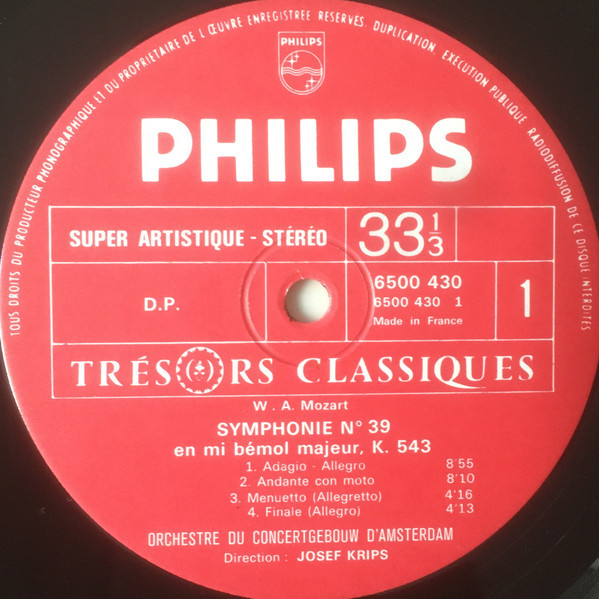 TOUS DROITS DU PRODUCTEUR PHONOGRAPHIQUE ET DU PROPRIETAIRE DE L'ŒUVRE ENREGISTREE RESERVES. DUPLICATION, EXECUTION PUBLIQUE, RADIODIFFUSION DE CE DISQUE INTERDITES
PHILIPS
PHILIPS
SUPER ARTISTIQUE - STÉRÉO 33 1/3
D.P. 6500 430 1
6500 430 1
Made in France
TRÉSORS CLASSIQUES
W. A. Mozart
SYMPHONIE N° 39
en mi bémol majeur, K. 543
1. Adagio - Allegro 8'55
2. Andante con moto 8'10
3. Menuetto (Allegretto) 4'16
4. Finale (Allegro) 4'13
ORCHESTRE DU CONCERTGEBOUW D'AMSTERDAM
Direction : JOSEF KRIPS